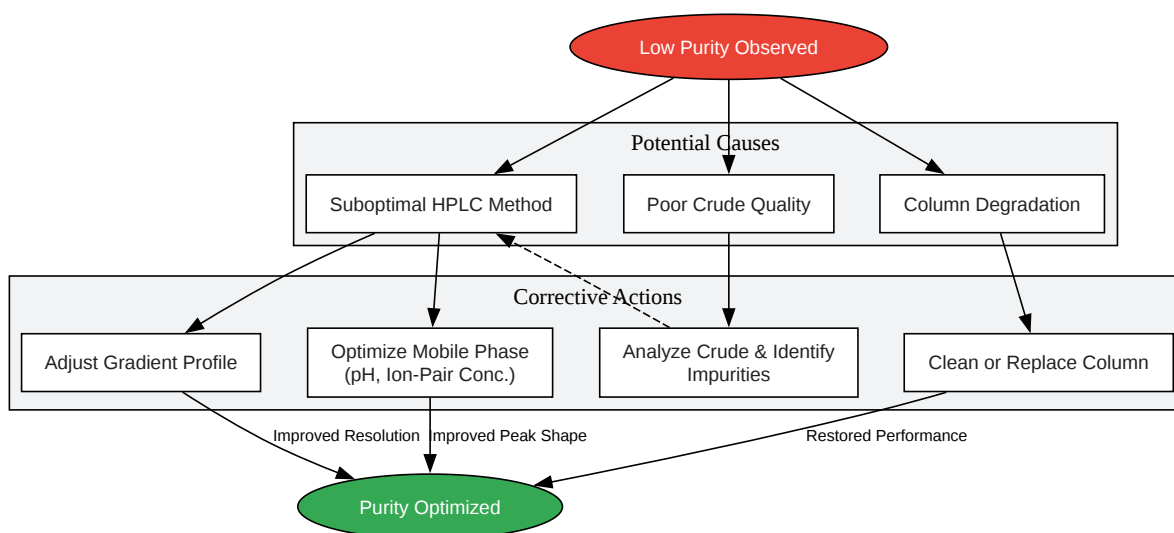 Low Purity Observed
Potential Causes
Suboptimal HPLC Method
Poor Crude Quality
Column Degradation
Corrective Actions
Adjust Gradient Profile
Optimize Mobile Phase
(pH, Ion-Pair Conc.)
Analyze Crude & Identify
Impurities
Clean or Replace Column
Improved Resolution
Improved Peak Shape
Restored Performance
Purity Optimized